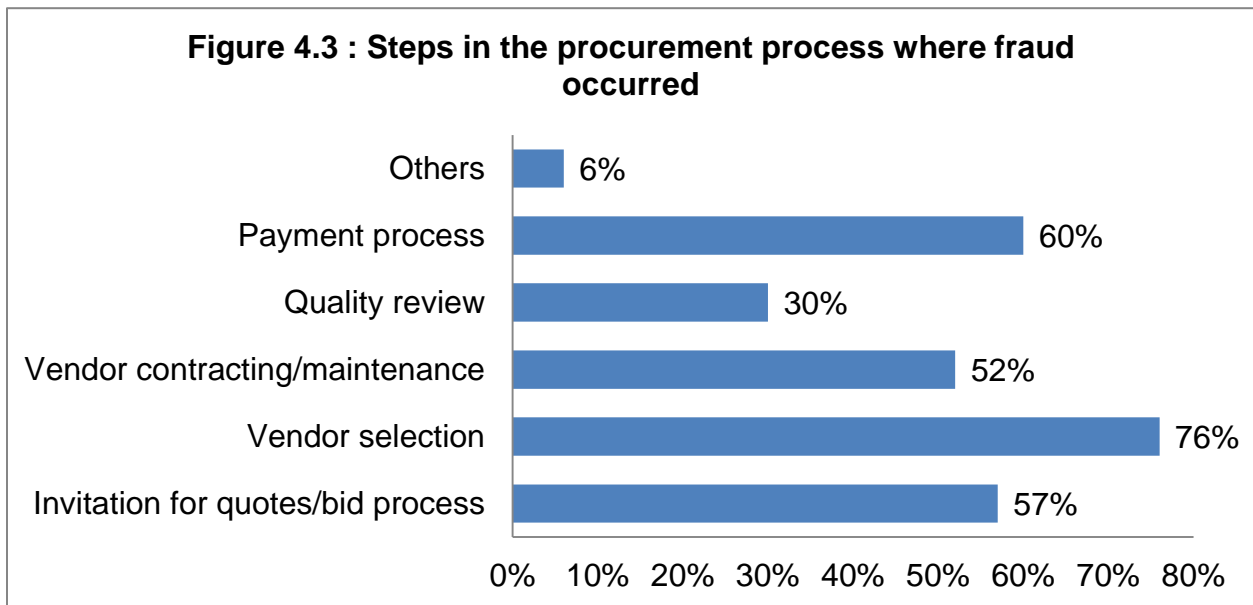 Figure 4.3 : Steps in the procurement process where fraud
occurred
Others 6%
Payment process 60%
Quality review 30%
Vendor contracting/maintenance 52%
Vendor selection 76%
Invitation for quotes/bid process 57%
0% 10% 20% 30% 40% 50% 60% 70% 80%